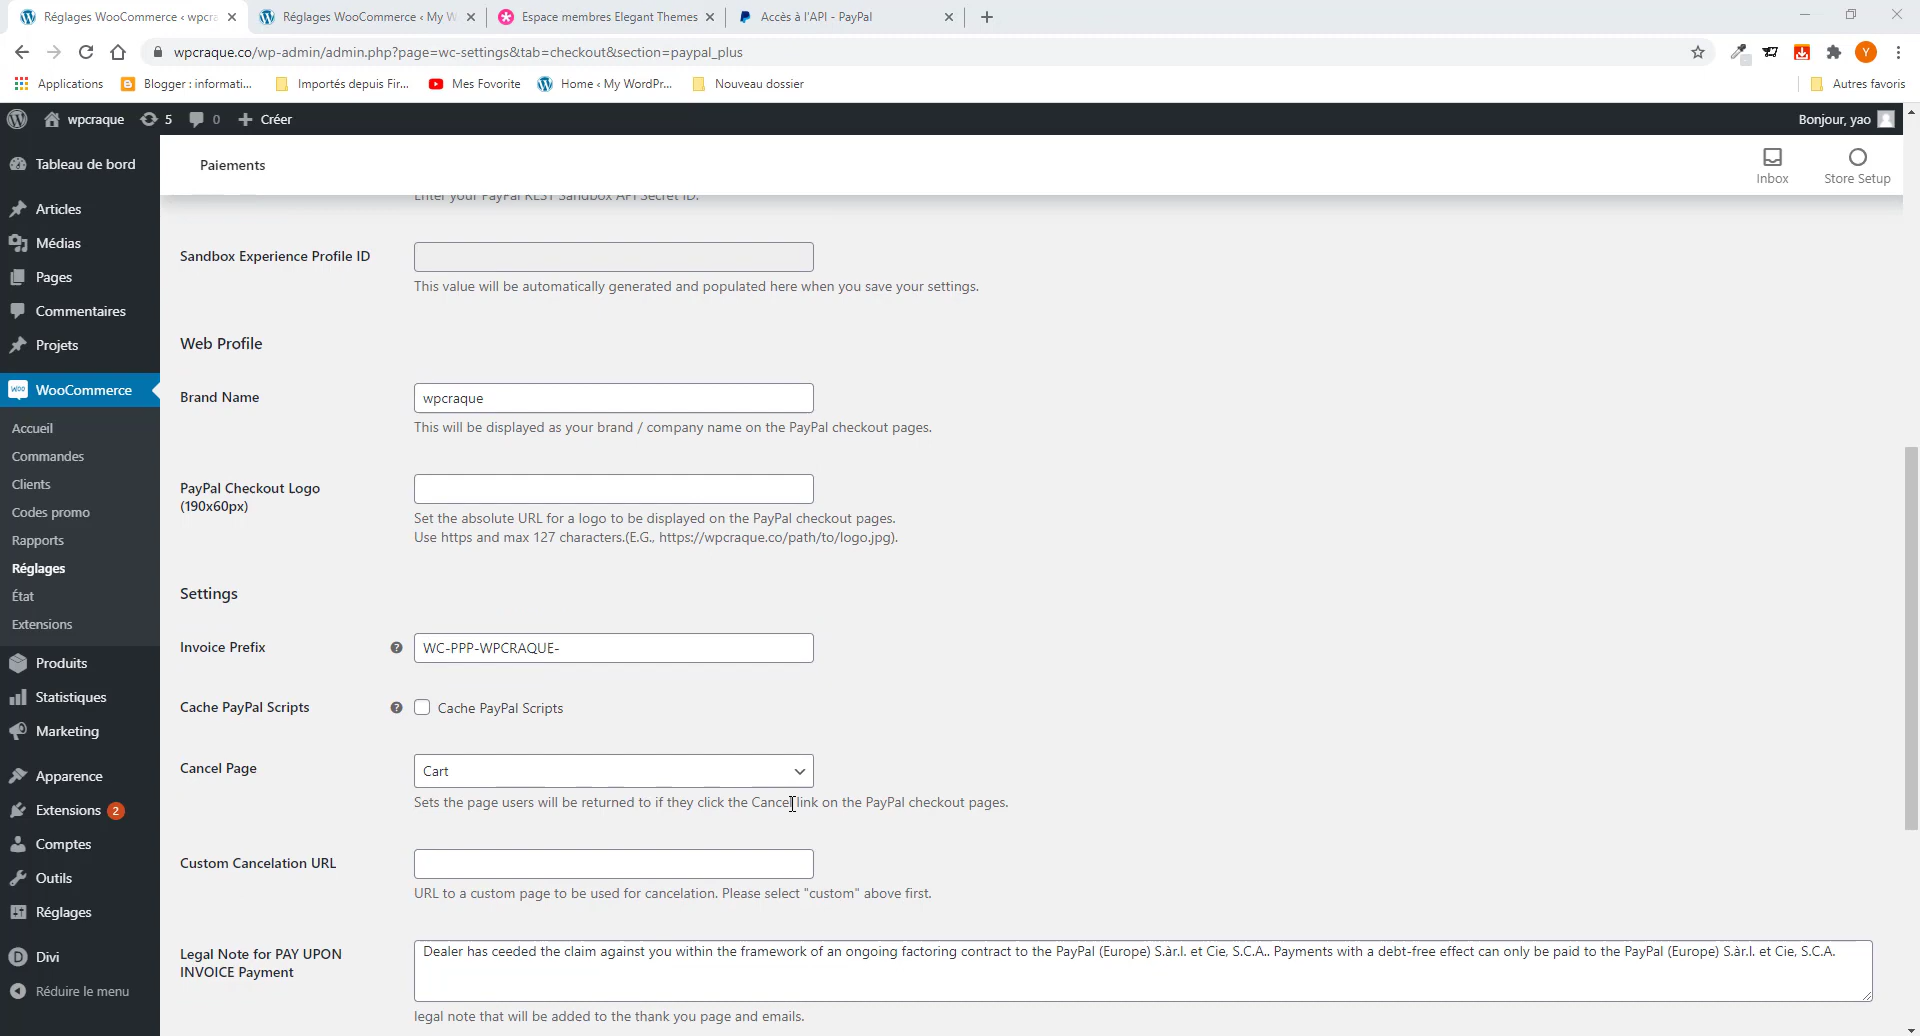 Réglages WooCommerce ‹ wpcra
Réglages WooCommerce ‹ My W
Espace membres Elegant Themes
Accès à l'API - PayPal
wpcraque.co/wp-admin/admin.php?page=wc-settings&tab=checkout&section=paypal_plus
Y
Applications
Blogger : informati...
Importés depuis Fir...
Mes Favorite
Home ‹ My WordPr...
Nouveau dossier
Autres favoris
wpcraque
5
0
Créer
Bonjour, yao
Tableau de bord
Articles
Médias
Pages
Commentaires
Projets
WooCommerce
Accueil
Commandes
Clients
Codes promo
Rapports
Réglages
État
Extensions
Produits
Statistiques
Marketing
Apparence
Extensions 2
Comptes
Outils
Réglages
Divi
Réduire le menu
Paiements
Inbox
Store Setup
Enter your PayPal REST Sandbox API Secret ID.
Sandbox Experience Profile ID
This value will be automatically generated and populated here when you save your settings.
Web Profile
Brand Name
wpcraque
This will be displayed as your brand / company name on the PayPal checkout pages.
PayPal Checkout Logo
(190x60px)
Set the absolute URL for a logo to be displayed on the PayPal checkout pages.
Use https and max 127 characters.(E.G., https://wpcraque.co/path/to/logo.jpg).
Settings
Invoice Prefix
WC-PPP-WPCRAQUE-
Cache PayPal Scripts
Cache PayPal Scripts
Cancel Page
Cart
Sets the page users will be returned to if they click the Cancel link on the PayPal checkout pages.
Custom Cancelation URL
URL to a custom page to be used for cancelation. Please select "custom" above first.
Legal Note for PAY UPON
INVOICE Payment
Dealer has ceeded the claim against you within the framework of an ongoing factoring contract to the PayPal (Europe) S.àr.l. et Cie, S.C.A.. Payments with a debt-free effect can only be paid to the PayPal (Europe) S.àr.l. et Cie, S.C.A.
legal note that will be added to the thank you page and emails.